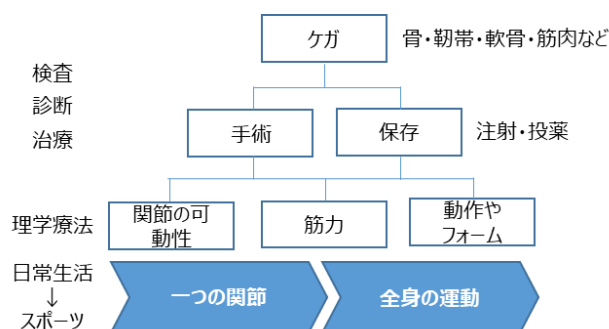 ケガ
骨・靭帯・軟骨・筋肉など
検査
診断
治療
手術
保存
注射・投薬
理学療法
関節の可
動性
筋力
動作や
フォーム
日常生活
↓
スポーツ
一つの関節
全身の運動